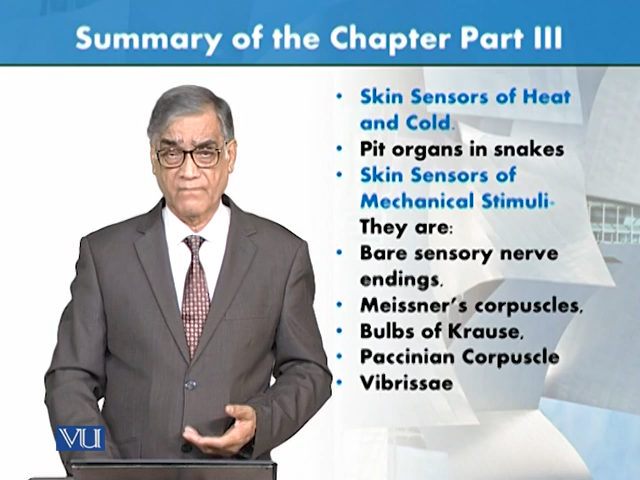 Summary of the Chapter Part III
• Skin Sensors of Heat
and Cold.
• Pit organs in snakes
• Skin Sensors of
Mechanical Stimuli-
They are:
• Bare sensory nerve
endings,
• Meissner's corpuscles,
• Bulbs of Krause,
• Paccinian Corpuscle
• Vibrissae
VU